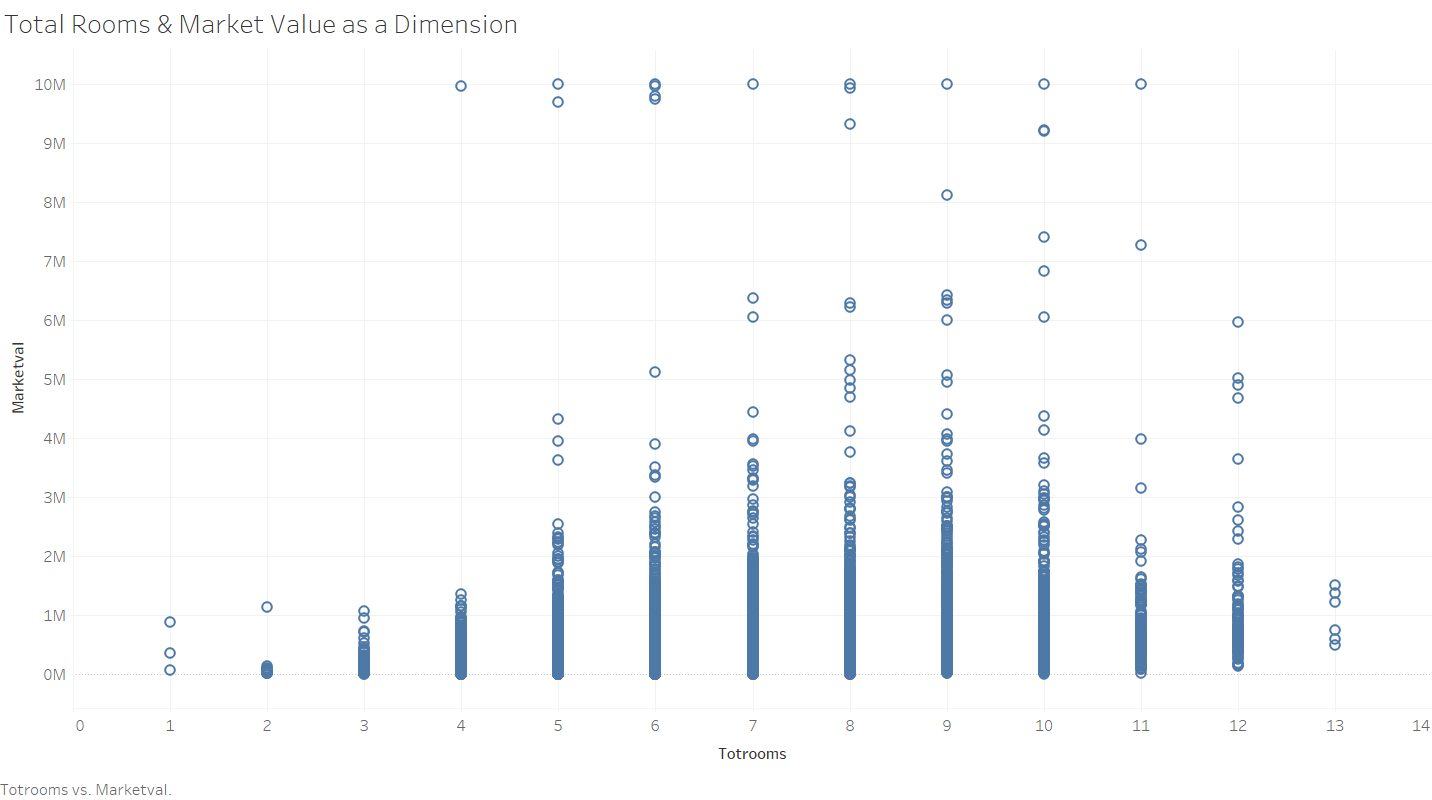 Total Rooms & Market Value as a Dimension
10M
9M
8M
7M
6M
5M
4M
3M
2M
1M
0M
Marketval
0 1 2 3 4 5 6 7 8 9 10 11 12 13 14
Totrooms
Totrooms vs. Marketval.